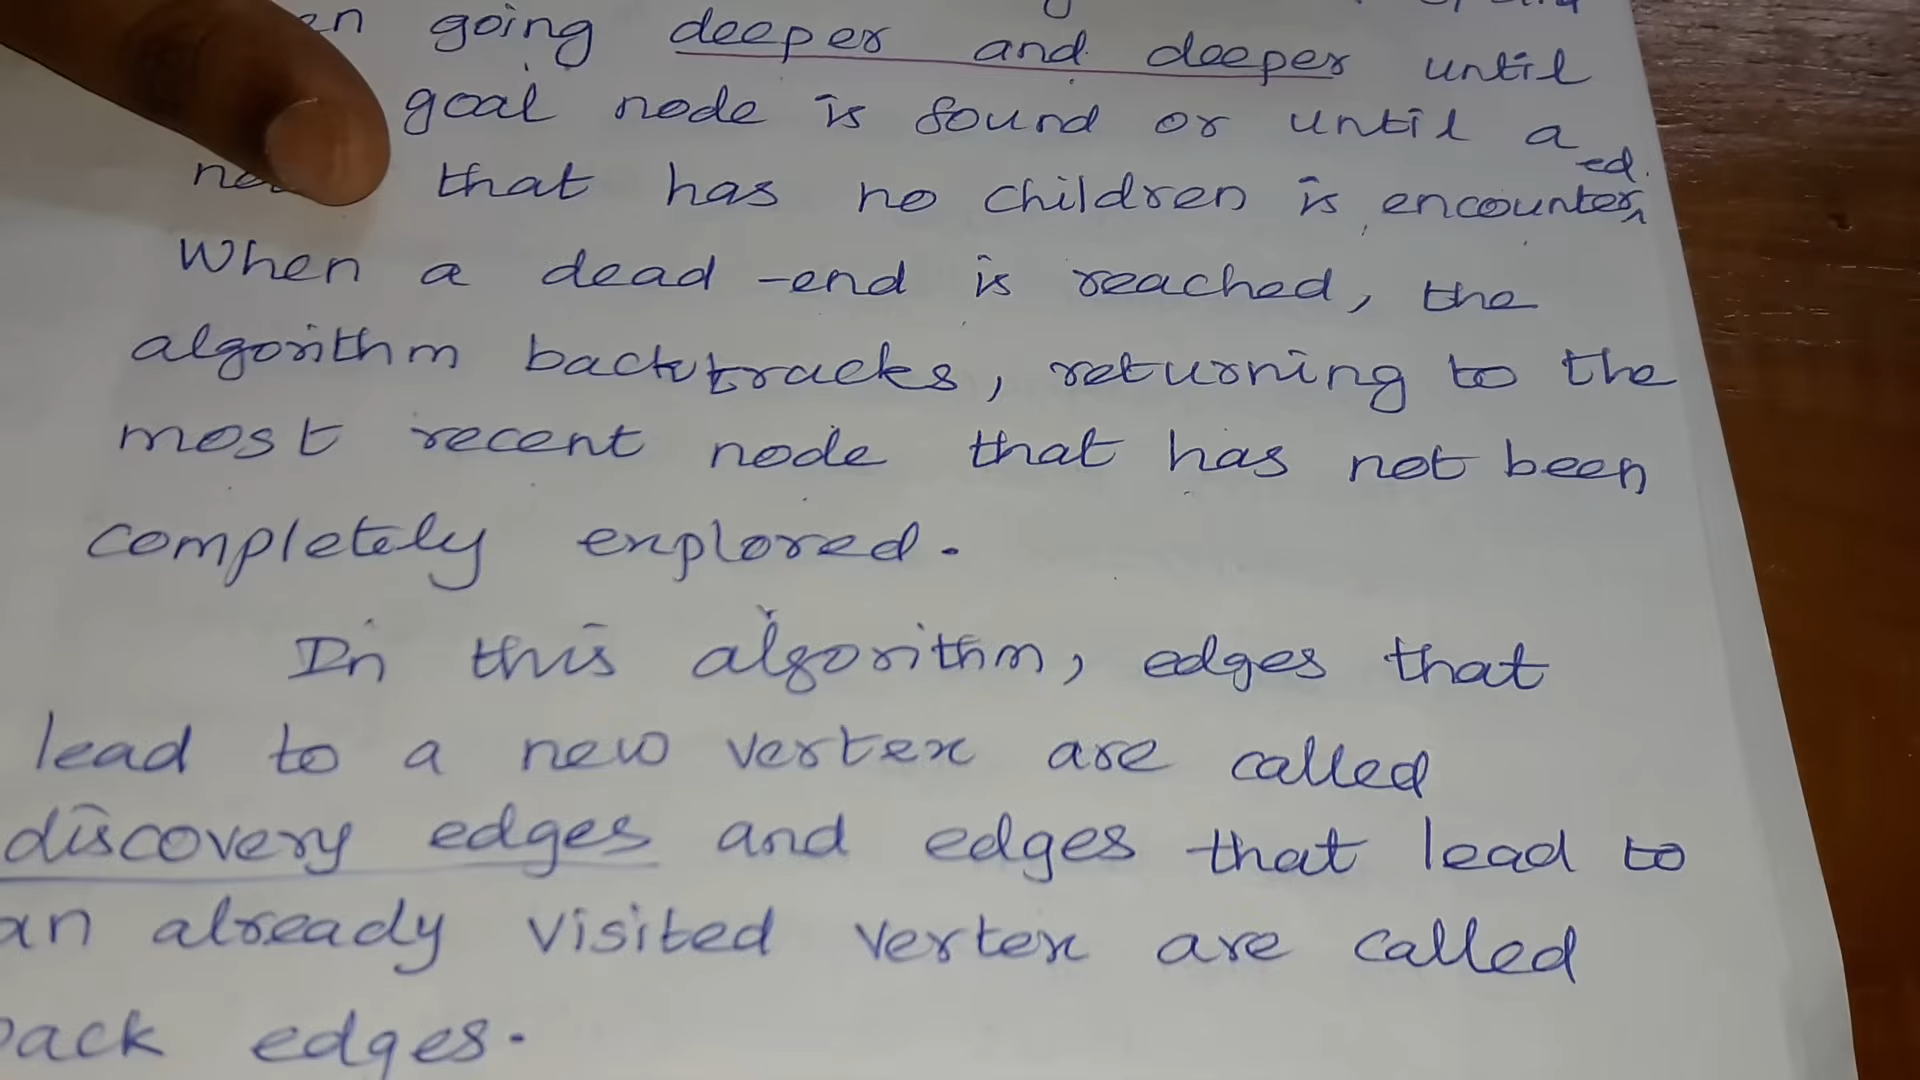 going deeper and deeper until
goal node is found or until a
that has no children is encountered.
When a dead-end is reached, the
algorithm backtracks, returning to the
most recent node that has not been
completely explored.
In this algorithm, edges that
lead to a new vertex are called
discovery edges and edges that lead to
an already visited vertex are called
back edges.